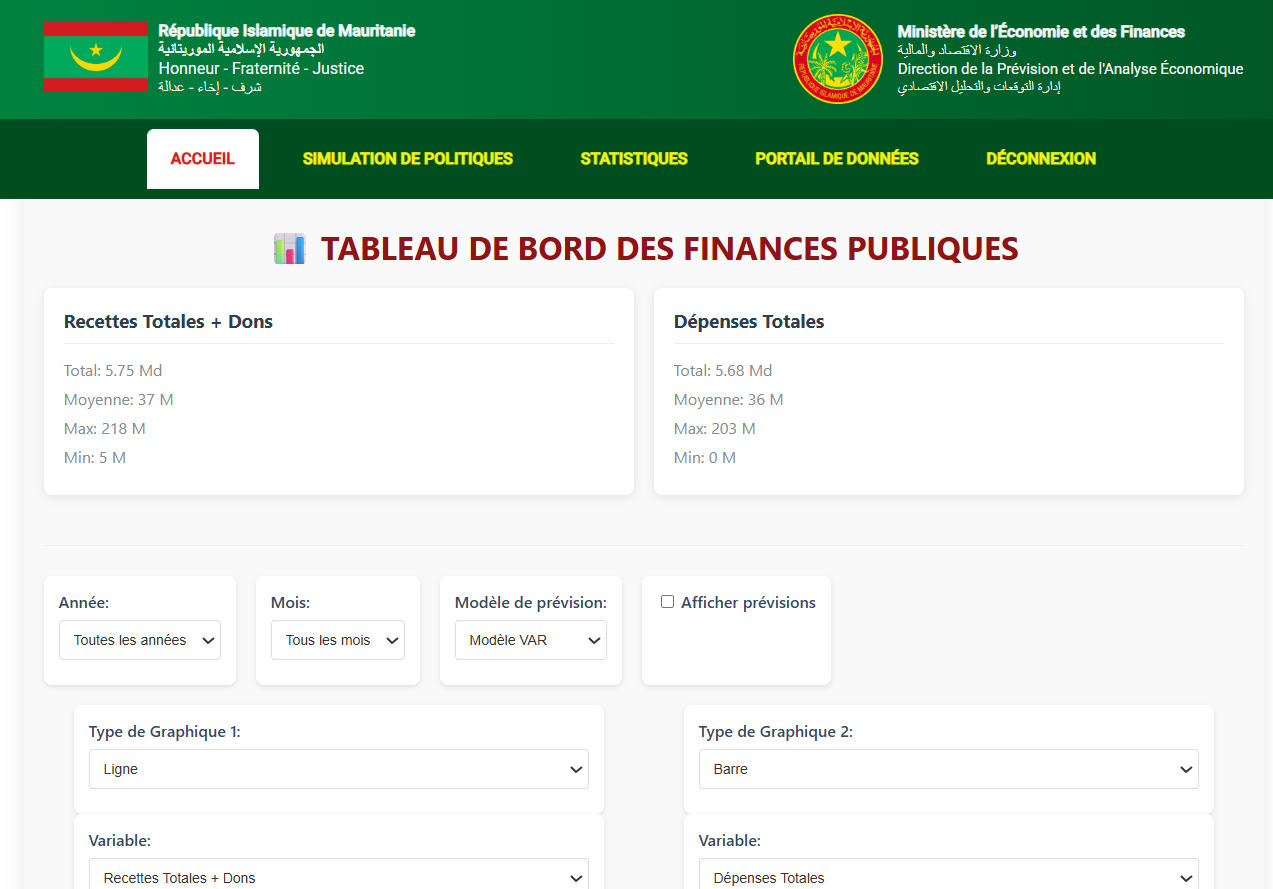 République Islamique de Mauritanie
الجمهورية الإسلامية الموريتانية
Honneur - Fraternité - Justice
شرف - إخاء - عدالة
REPUBLIQUE ISLAMIQUE DE MAURITANIE
Ministère de l'Économie et des Finances
وزارة الاقتصاد والمالية
Direction de la Prévision et de l'Analyse Économique
إدارة التوقعات والتحليل الاقتصادي
ACCUEIL
SIMULATION DE POLITIQUES
STATISTIQUES
PORTAIL DE DONNÉES
DÉCONNEXION
TABLEAU DE BORD DES FINANCES PUBLIQUES
Recettes Totales + Dons
Total: 5.75 Md
Moyenne: 37 M
Max: 218 M
Min: 5 M
Dépenses Totales
Total: 5.68 Md
Moyenne: 36 M
Max: 203 M
Min: 0 M
Année:
Toutes les années
Mois:
Tous les mois
Modèle de prévision:
Modèle VAR
Afficher prévisions
Type de Graphique 1:
Ligne
Variable:
Recettes Totales + Dons
Type de Graphique 2:
Barre
Variable:
Dépenses Totales